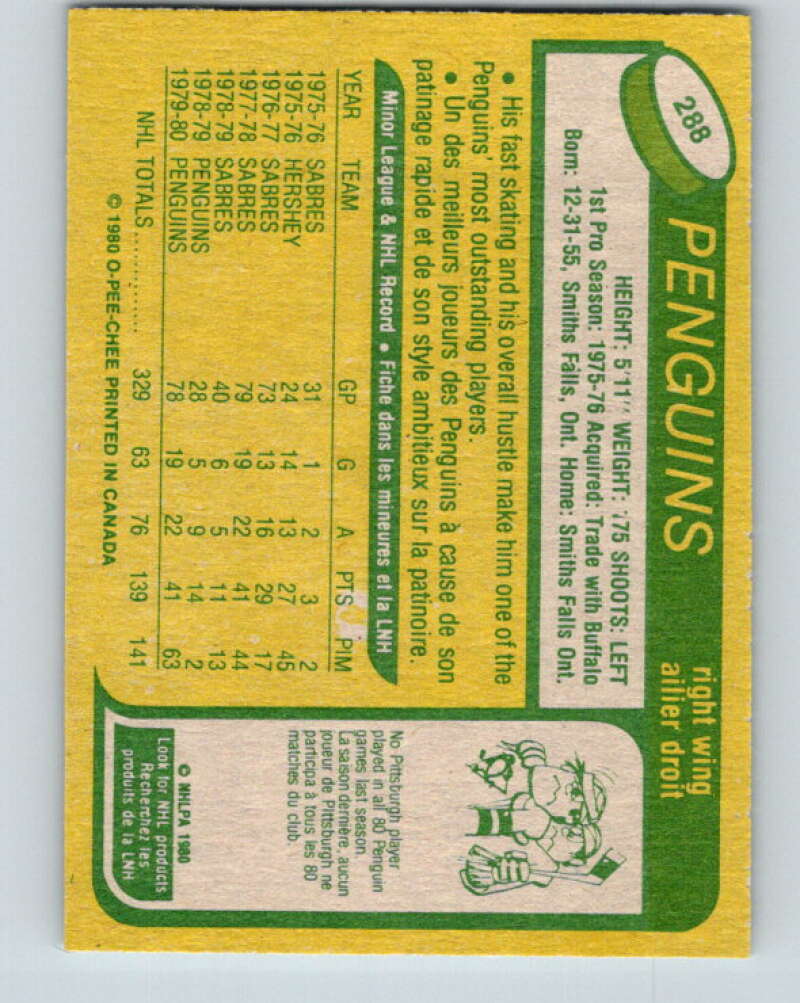 288
PENGUINS
right wing
ailier droit
HEIGHT: 5'11'' WEIGHT: 175 SHOOTS: LEFT
1st Pro Season: 1975-76 Acquired: Trade with Buffalo
Born: 12-31-55, Smiths Falls, Ont. Home: Smiths Falls Ont.
• His fast skating and his overall hustle make him one of the
Penguins' most outstanding players.
• Un des meilleurs joueurs des Penguins à cause de son
patinage rapide et de son style ambitieux sur la patinoire.
Minor League & NHL Record • Fiche dans les mineures et la LNH
YEAR TEAM GP G A PTS PIM
1975-76 SABRES 31 1 2 3 2
1975-76 HERSHEY 24 14 13 27 45
1976-77 SABRES 73 13 16 29 17
1977-78 SABRES 79 19 22 41 44
1978-79 SABRES 40 6 5 11 13
1978-79 PENGUINS 28 5 9 14 2
1979-80 PENGUINS 78 19 22 41 63
NHL TOTALS .............. 329 63 76 139 141
© 1980 O-PEE-CHEE PRINTED IN CANADA
No Pittsburgh player
played in all 80 Penguin
games last season.
La saison dernière, aucun
joueur de Pittsburgh ne
participa à tous les 80
matches du club.
© NHLPA 1980
Look for NHL products
Recherchez les
produits de la LNH